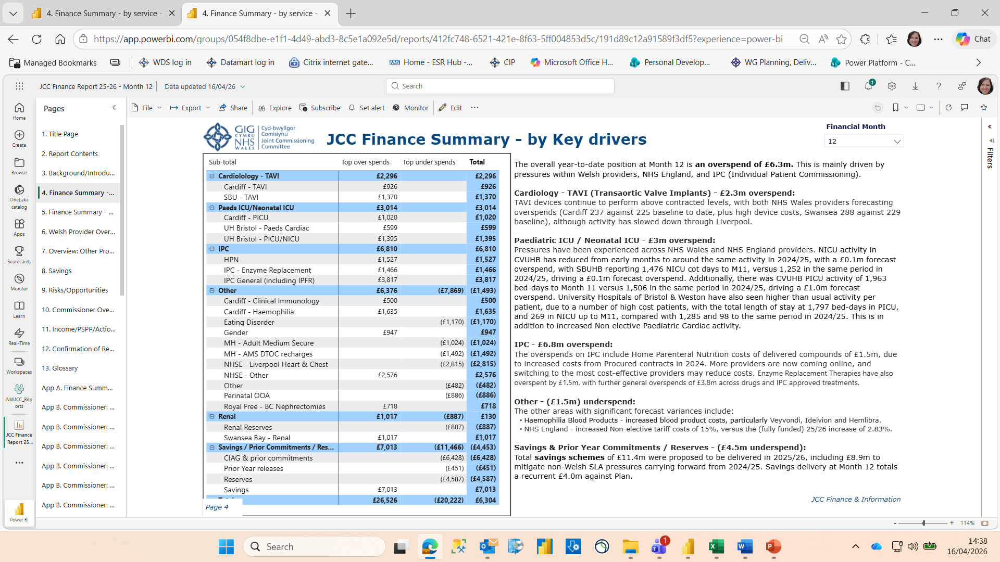 4. Finance Summary - by service -
4. Finance Summary - by service -
https://app.powerbi.com/groups/054f8dbe-e1f1-4d49-abd3-8c5e1a092e5d/reports/412fc748-6521-421e-8f63-5ff004853d5c/191d89c12a91589f3df5?experience=power-bi
Chat
Managed Bookmarks
WDS log in
Datamart log in
Citrix internet gate...
NHS Home - ESR Hub -...
CIP
Microsoft Office H...
Personal Develop...
WG Planning, Deliv...
Power Platform - C...
JCC Finance Report 25-26 - Month 12
Data updated 16/04/26
Search
1
Home
Create
Browse
OneLake
catalog
Apps
Scorecards
Monitor
Learn
Real-Time
Workspaces
NWJCC_Rep
orts
JCC Finance
Report 25...
Power BI
Pages
1. Title Page
2. Report Contents
3. Background/Introdu...
4. Finance Summary -...
5. Finance Summary - ...
6. Welsh Provider Over...
7. Overview: Other Pro...
8. Savings
9. Risks/Opportunities
10. Commissioner Ove...
11. Income/PSPP/Actio...
12. Confirmation of Re...
13. Glossary
App A. Finance Summ...
App B. Commissioner: ...
App B. Commissioner: ...
App B. Commissioner: ...
App B. Commissioner: ...
App B. Commissioner: ...
App B. Commissioner: ...
File
Export
Share
Explore
Subscribe
Set alert
Monitor
Edit
GIG
CYMRU
NHS
WALES
Cyd-bwyllgor
Comisiynu
Joint Commissioning
Committee
JCC Finance Summary - by Key drivers
Financial Month
12
Filters
Sub-total Top over spends Top under spends Total
Cardiolology - TAVI £2,296 £2,296
Cardiff - TAVI £926 £926
SBU - TAVI £1,370 £1,370
Paeds ICU/Neonatal ICU £3,014 £3,014
Cardiff - PICU £1,020 £1,020
UH Bristol - Paeds Cardiac £599 £599
UH Bristol - PICU/NICU £1,395 £1,395
IPC £6,810 £6,810
HPN £1,527 £1,527
IPC - Enzyme Replacement £1,466 £1,466
IPC General (including IPFR) £3,817 £3,817
Other £6,376 (£7,869) (£1,493)
Cardiff - Clinical Immunology £500 £500
Cardiff - Haemophilia £1,635 £1,635
Eating Disorder (£1,170) (£1,170)
Gender £947 £947
MH - Adult Medium Secure (£1,024) (£1,024)
MH - AMS DTOC recharges (£1,492) (£1,492)
NHSE - Liverpool Heart & Chest (£2,815) (£2,815)
NHSE - Other £2,576 £2,576
Other (£482) (£482)
Perinatal OOA (£886) (£886)
Royal Free - BC Nephrectomies £718 £718
Renal £1,017 (£887) £130
Renal Reserves (£887) (£887)
Swansea Bay - Renal £1,017 £1,017
Savings / Prior Commitments / Res... £7,013 (£11,466) (£4,453)
CIAG & prior commitments (£6,428) (£6,428)
Prior Year releases (£451) (£451)
Reserves (£4,587) (£4,587)
Savings £7,013 £7,013
£26,526 (£20,222) £6,304
Page 4
The overall year-to-date position at Month 12 is an overspend of £6.3m. This is mainly driven by
pressures within Welsh providers, NHS England, and IPC (Individual Patient Commissioning).
Cardiology - TAVI (Transaortic Valve Implants) - £2.3m overspend:
TAVI devices continue to perform above contracted levels, with both NHS Wales providers forecasting
overspends (Cardiff 237 against 225 baseline to date, plus high device costs, Swansea 288 against 229
baseline), although activity has slowed down through Liverpool.
Paediatric ICU / Neonatal ICU - £3m overspend:
Pressures have been experienced across NHS Wales and NHS England providers. NICU activity in
CVUHB has reduced from early months to around the same activity in 2024/25, with a £0.1m forecast
overspend, with SBUHB reporting 1,476 NICU cot days to M11, versus 1,252 in the same period in
2024/25, driving a £0.1m forecast overspend. Additionally, there was CVUHB PICU activity of 1,963
bed-days to Month 11 versus 1,506 in the same period in 2024/25, driving a £1.0m forecast
overspend. University Hospitals of Bristol & Weston have also seen higher than usual activity per
patient, due to a number of high cost patients, with the total length of stay at 1,797 bed-days in PICU,
and 269 in NICU up to M11, compared with 1,285 and 98 to the same period in 2024/25. This is in
addition to increased Non elective Paediatric Cardiac activity.
IPC - £6.8m overspend:
The overspends on IPC include Home Parenteral Nutrition costs of delivered compounds of £1.5m, due
to increased costs from Procured contracts in 2024. More providers are now coming online, and
switching to the most cost-effective providers may reduce costs. Enzyme Replacement Therapies have also
overspent by £1.5m, with further general overspends of £3.8m across drugs and IPC approved treatments.
Other - (£1.5m) underspend:
The other areas with significant forecast variances include:
• Haemophilia Blood Products - increased blood product costs, particularly Veyvondi, Idelvion and Hemlibra.
• NHS England - increased Non-elective tariff costs of 15%, versus the (fully funded) 25/26 increase of 2.83%.
Savings & Prior Year Commitments / Reserves - (£4.5m underspend):
Total savings schemes of £11.4m were proposed to be delivered in 2025/26, including £8.9m to
mitigate non-Welsh SLA pressures carrying forward from 2024/25. Savings delivery at Month 12 totals
a recurrent £4.0m against Plan.
JCC Finance & Information
- + 114%
Search
1
14:38
16/04/2026